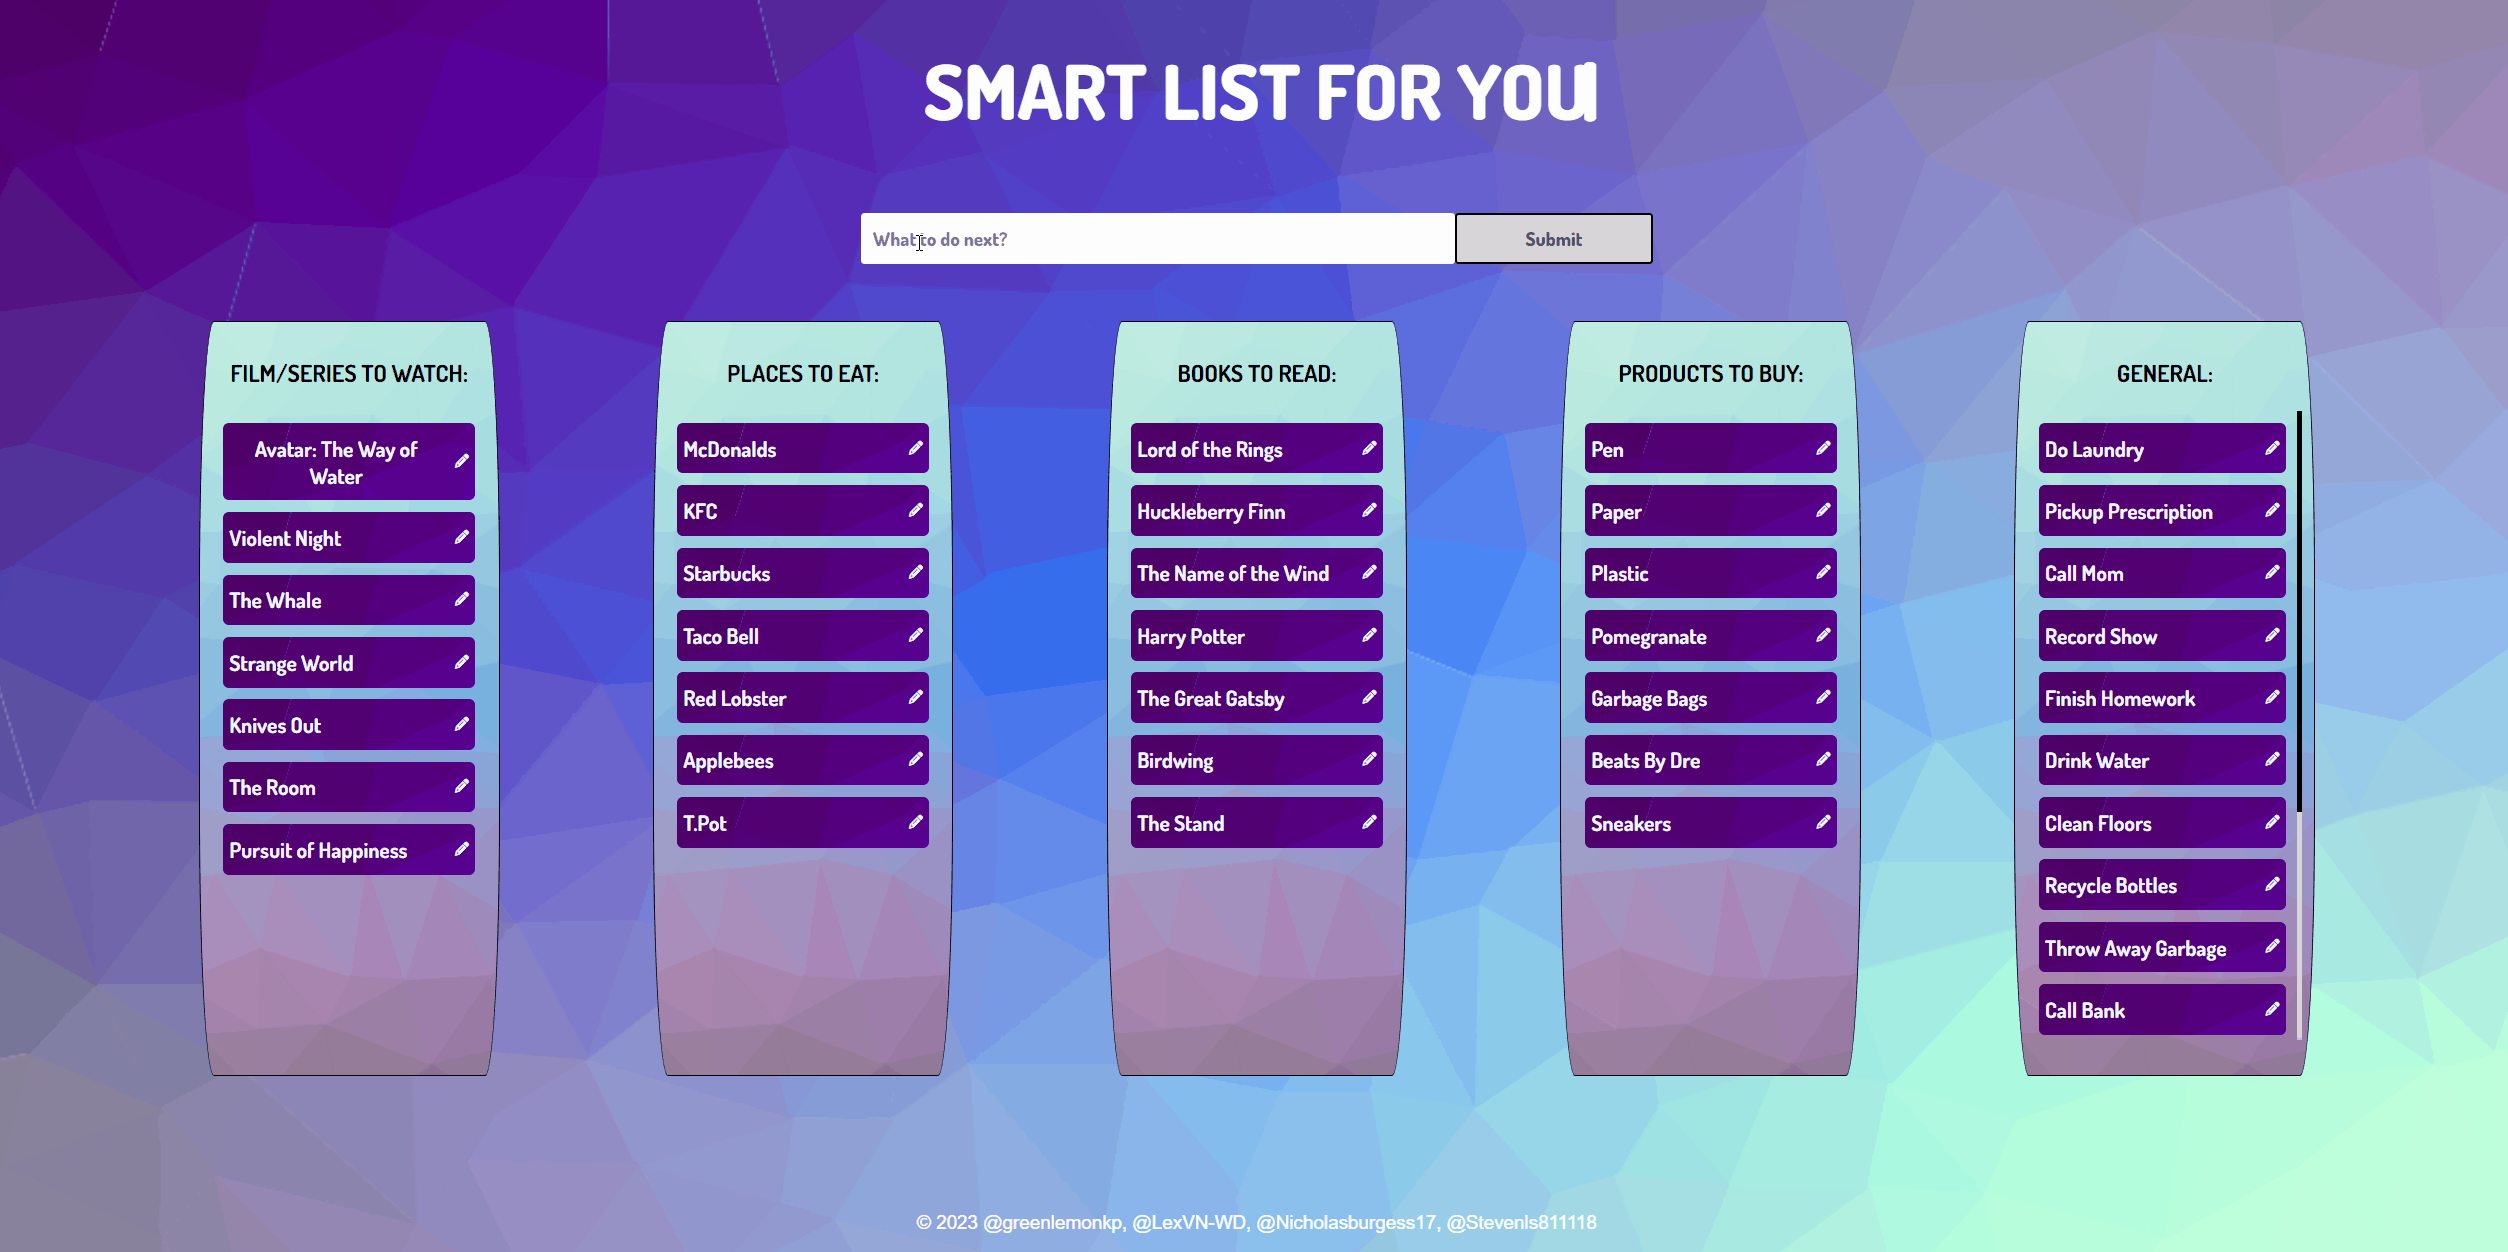 SMART LIST FOR YOU
What to do next?
Submit
FILM/SERIES TO WATCH:
Avatar: The Way of
Water
Violent Night
The Whale
Strange World
Knives Out
The Room
Pursuit of Happiness
PLACES TO EAT:
McDonalds
KFC
Starbucks
Taco Bell
Red Lobster
Applebees
T.Pot
BOOKS TO READ:
Lord of the Rings
Huckleberry Finn
The Name of the Wind
Harry Potter
The Great Gatsby
Birdwing
The Stand
PRODUCTS TO BUY:
Pen
Paper
Plastic
Pomegranate
Garbage Bags
Beats By Dre
Sneakers
GENERAL:
Do Laundry
Pickup Prescription
Call Mom
Record Show
Finish Homework
Drink Water
Clean Floors
Recycle Bottles
Throw Away Garbage
Call Bank
© 2023 @greenlemonkp, @LexVN-WD, @Nicholasburgess17, @Stevenls811118